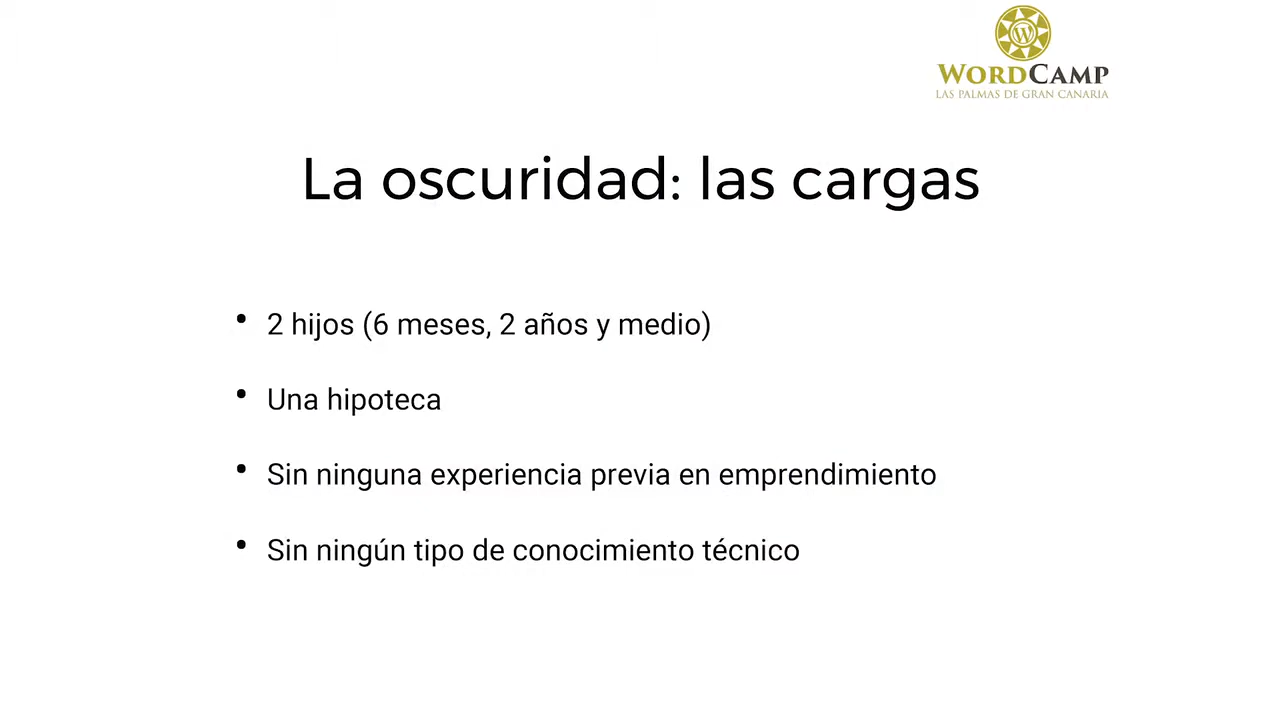 WORDCAMP
LAS PALMAS DE GRAN CANARIA
La oscuridad: las cargas
• 2 hijos (6 meses, 2 años y medio)
• Una hipoteca
• Sin ninguna experiencia previa en emprendimiento
• Sin ningún tipo de conocimiento técnico